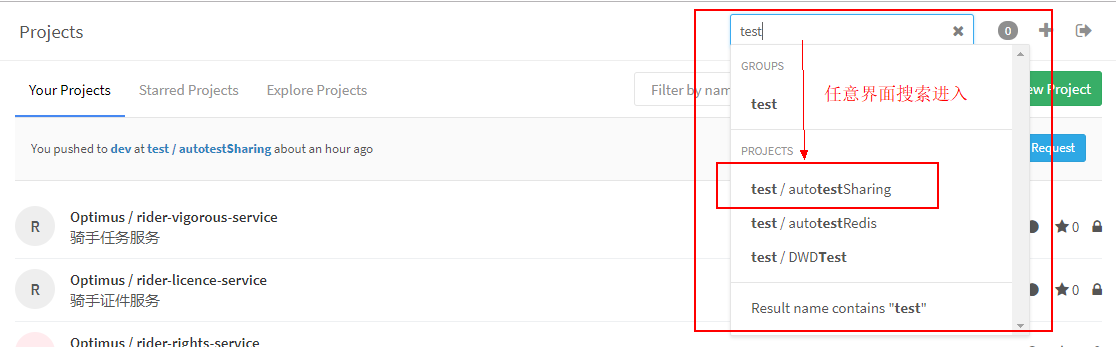 Projects
test
0
GROUPS
test
任意界面搜索进入
Your Projects
Starred Projects
Explore Projects
Filter by nam
ew Project
You pushed to dev at test / autotestSharing about an hour ago
Request
PROJECTS
test / autotestSharing
test / autotestRedis
test / DWDTest
Result name contains "test"
R
Optimus / rider-vigorous-service
骑手任务服务
0
R
Optimus / rider-licence-service
骑手证件服务
0
Optimus / rider-rights-service